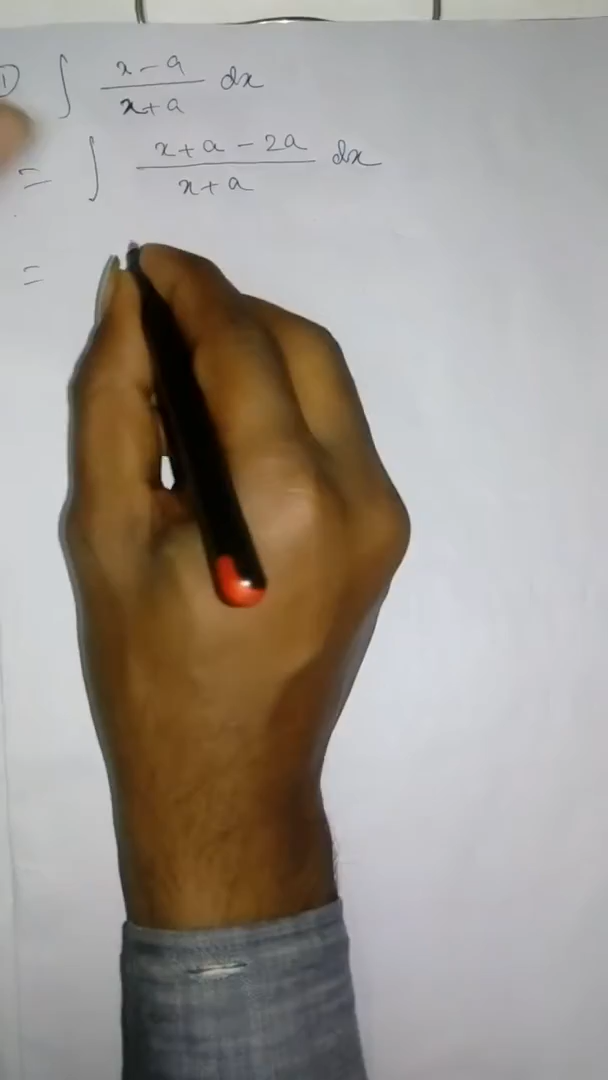 ① ∫ (x - a)/(x + a) dx
= ∫ (x + a - 2a)/(x + a) dx
=